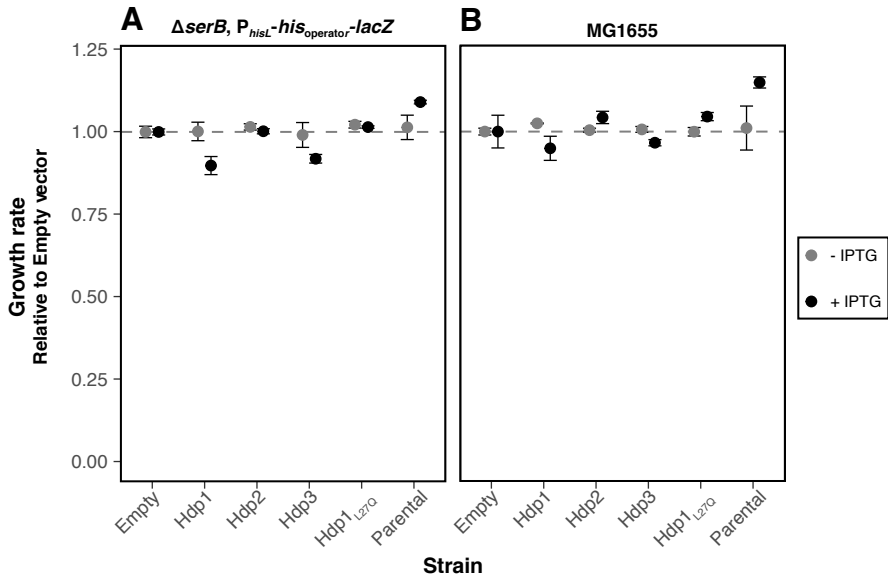 A
ΔserB, PhisL-hisoperator-lacZ
B
MG1655
Growth rate
Relative to Empty vector
1.25
1.00
0.75
0.50
0.25
0.00
Empty
Hdp1
Hdp2
Hdp3
Hdp1L27Q
Parental
Empty
Hdp1
Hdp2
Hdp3
Hdp1L27Q
Parental
Strain
- IPTG
+ IPTG